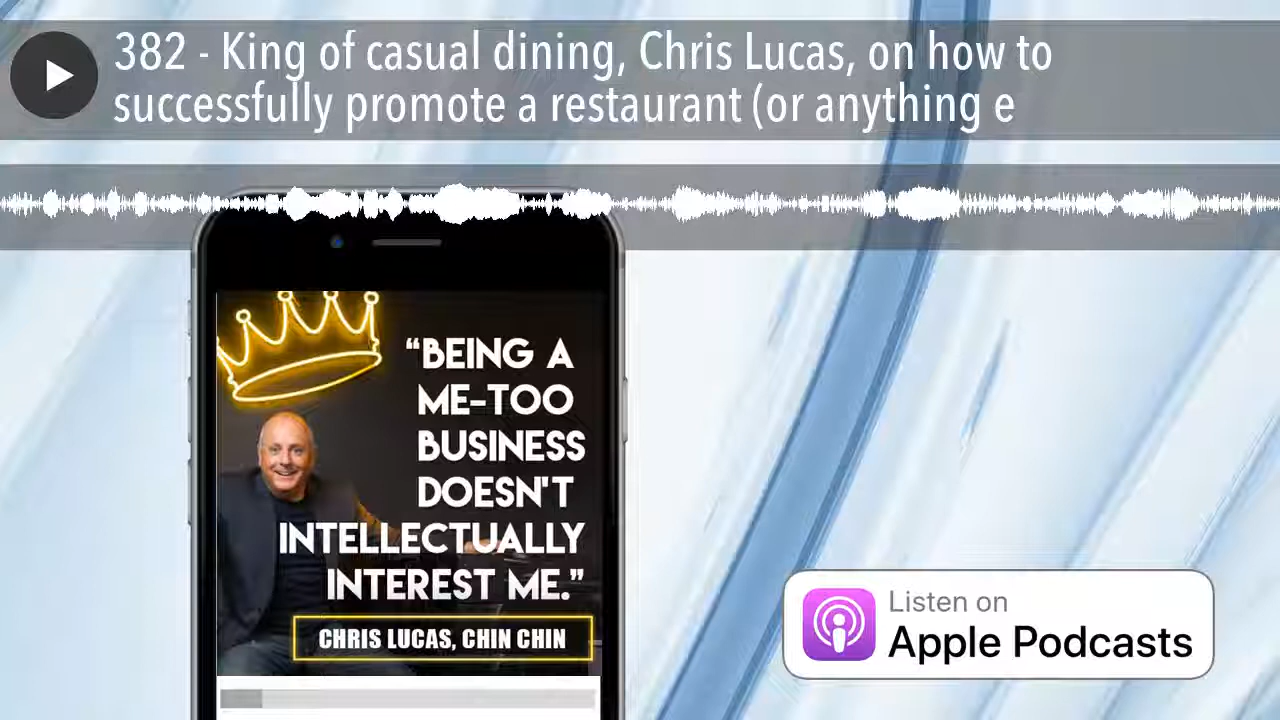 382 - King of casual dining, Chris Lucas, on how to
successfully promote a restaurant (or anything e
“BEING A
ME-TOO
BUSINESS
DOESN'T
INTELLECTUALLY
INTEREST ME.”
CHRIS LUCAS, CHIN CHIN
Listen on
Apple Podcasts